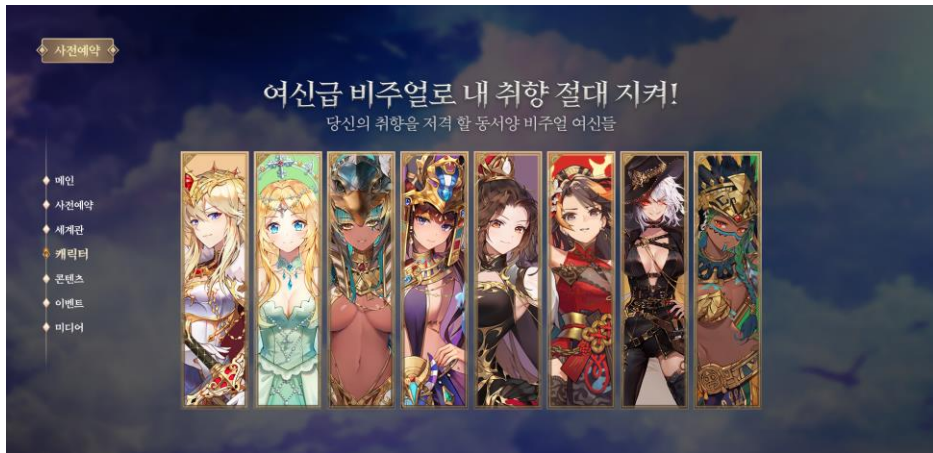 사전예약
여신급 비주얼로 내 취향 절대 지켜!
당신의 취향을 저격 할 동서양 비주얼 여신들
메인
사전예약
세계관
캐릭터
콘텐츠
이벤트
미디어